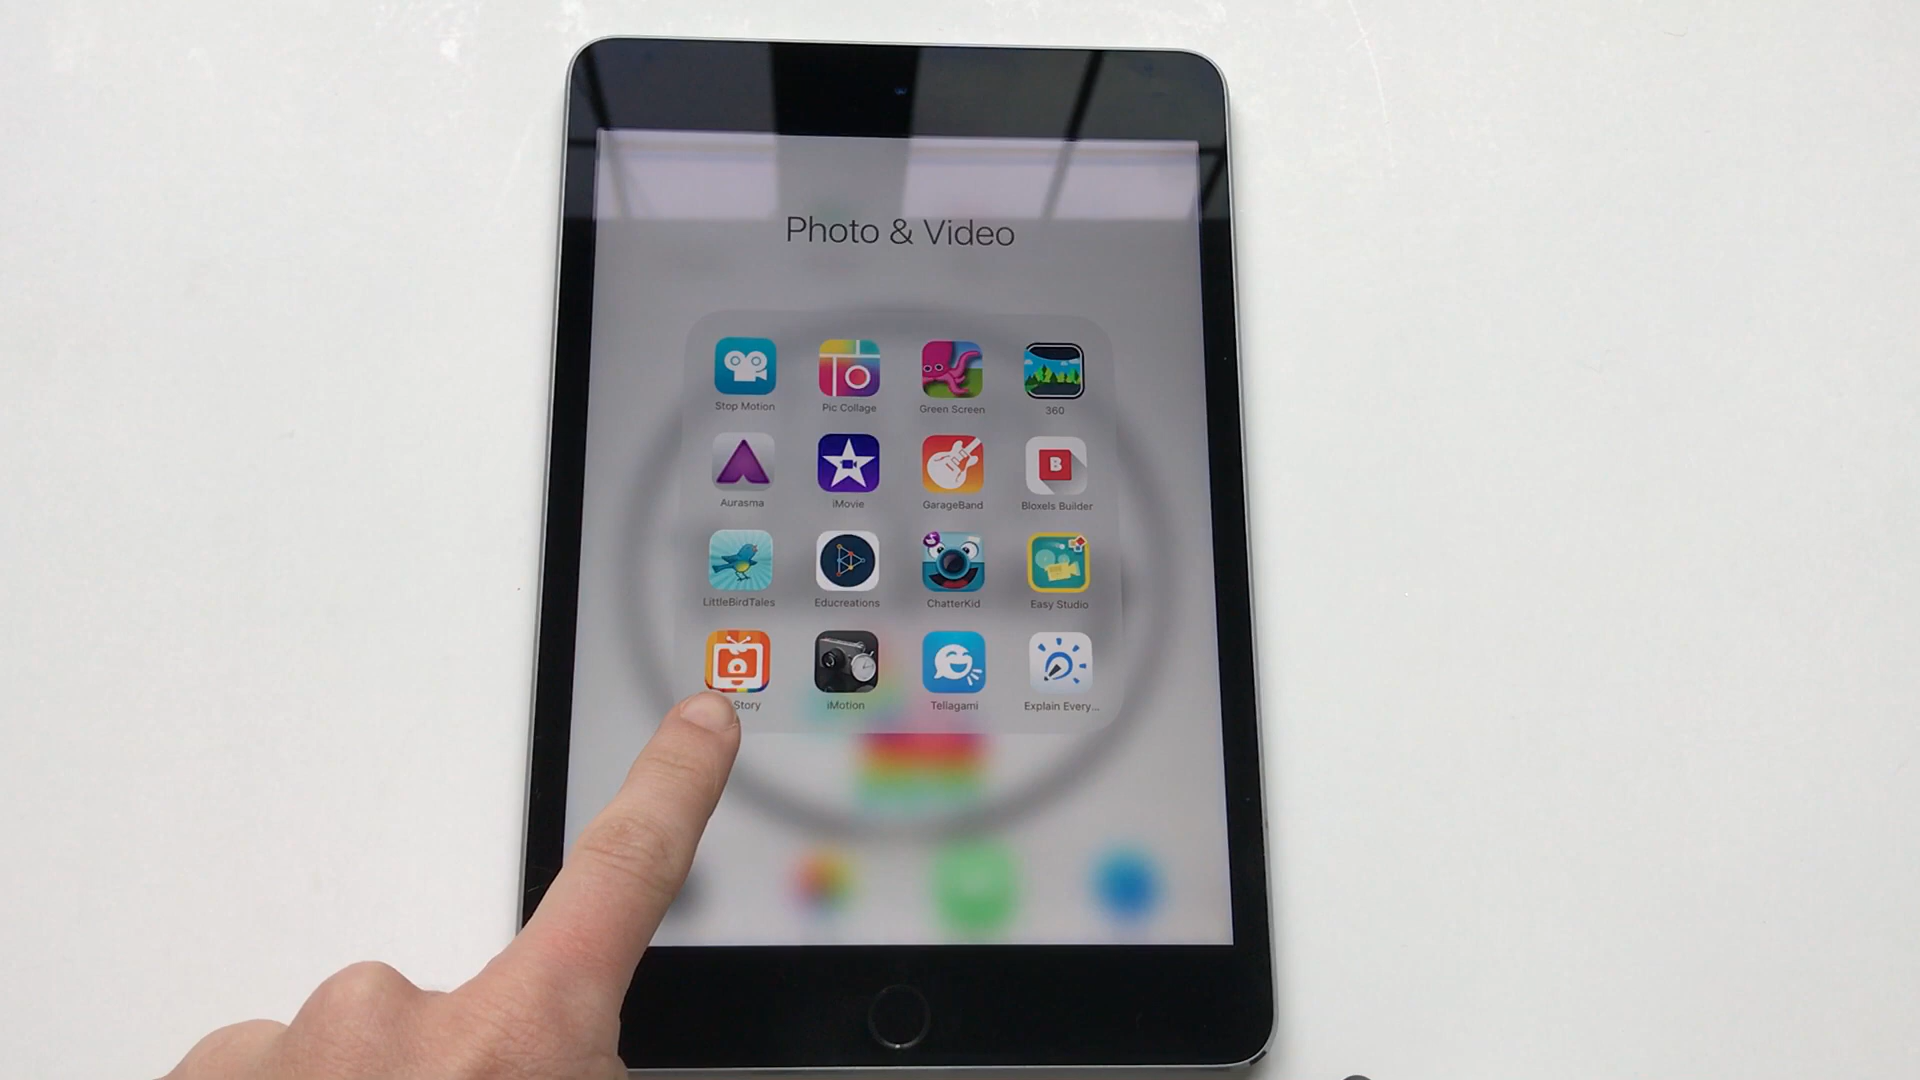 Photo & Video
Stop Motion
Pic Collage
Green Screen
360
Aurasma
iMovie
GarageBand
B
Bloxels Builder
LittleBirdTales
Educreations
ChatterKid
Easy Studio
Story
iMotion
Tellagami
Explain Every...